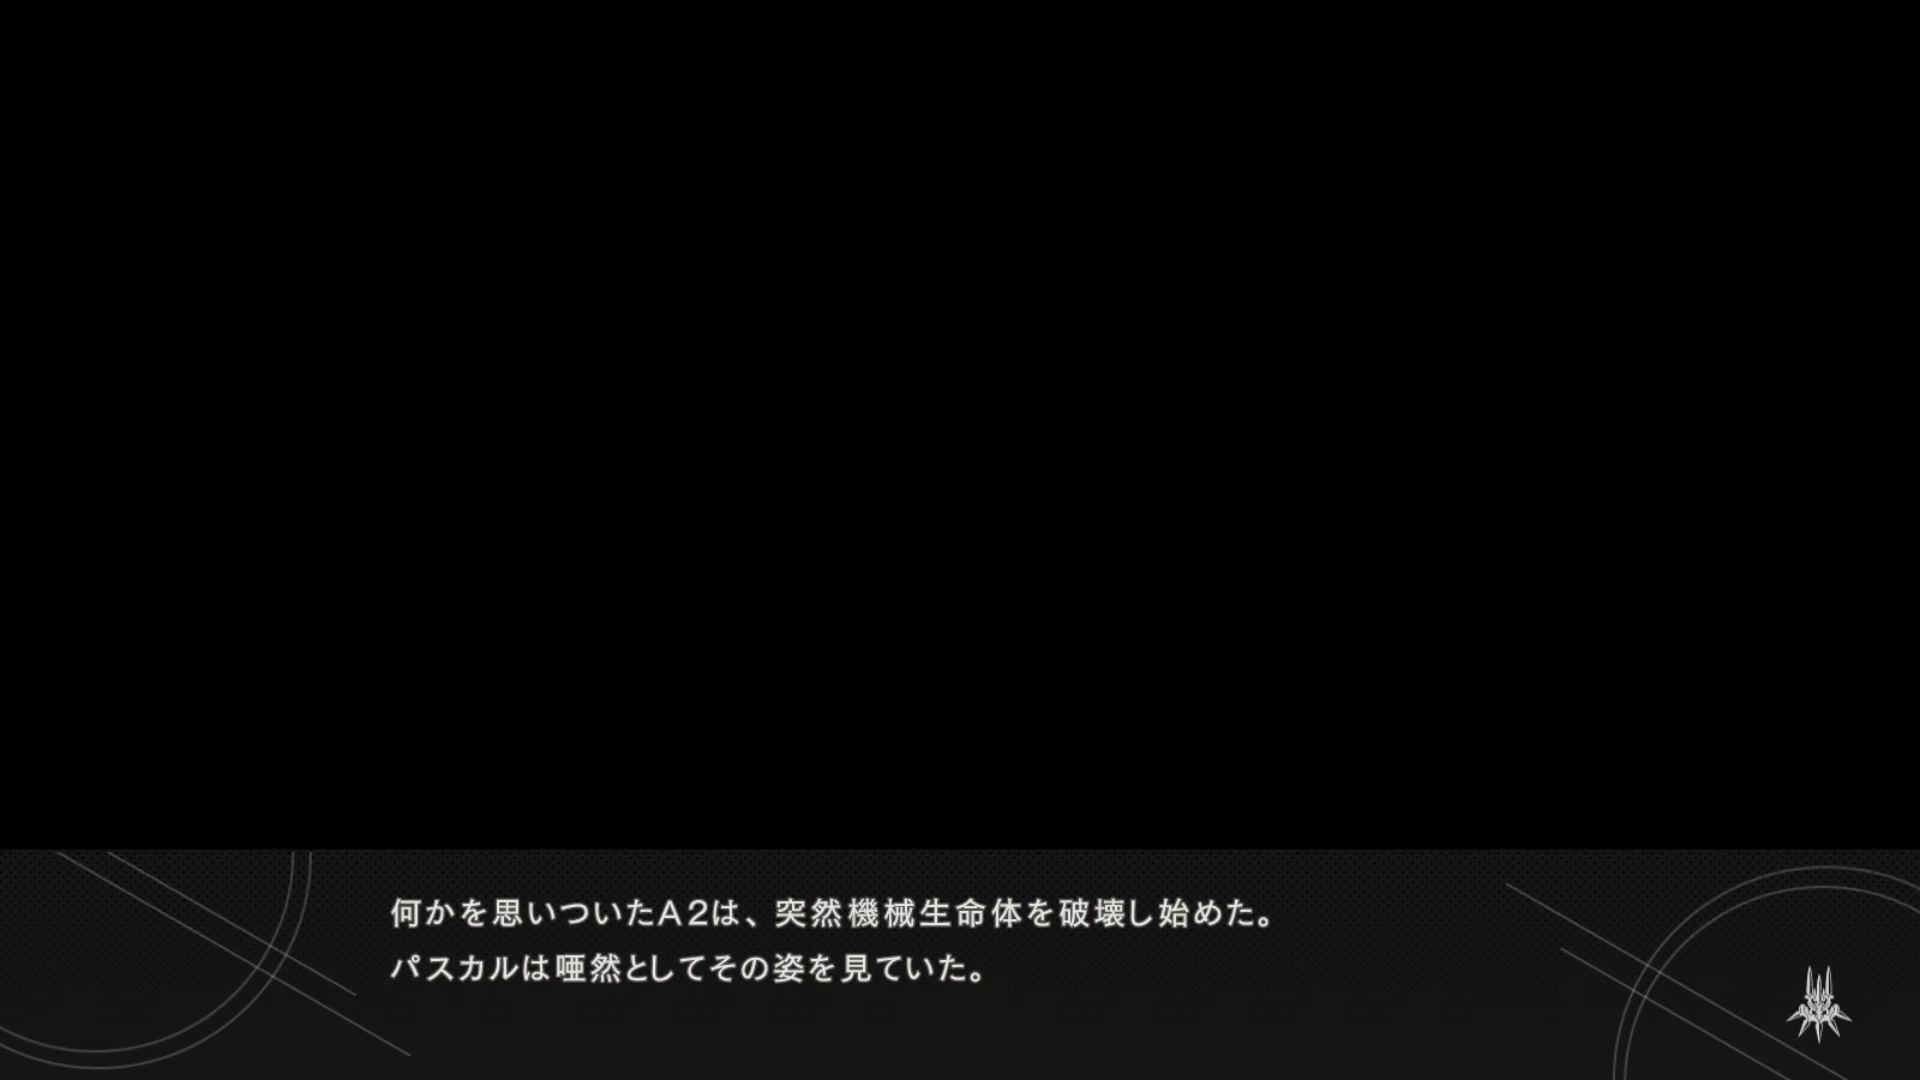 何かを思いついたA2は、突然機械生命体を破壊し始めた。
パスカルは唖然としてその姿を見ていた。